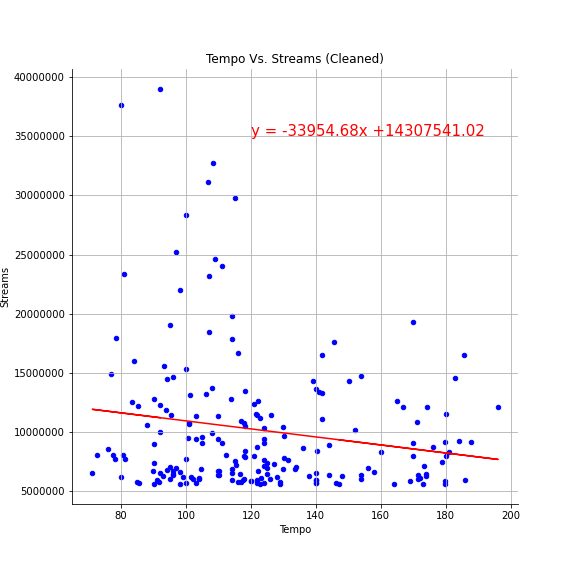 Tempo Vs. Streams (Cleaned)
40000000
y = -33954.68x +14307541.02
35000000
30000000
25000000
20000000
Streams
15000000
10000000
5000000
80 100 120 140 160 180 200
Tempo